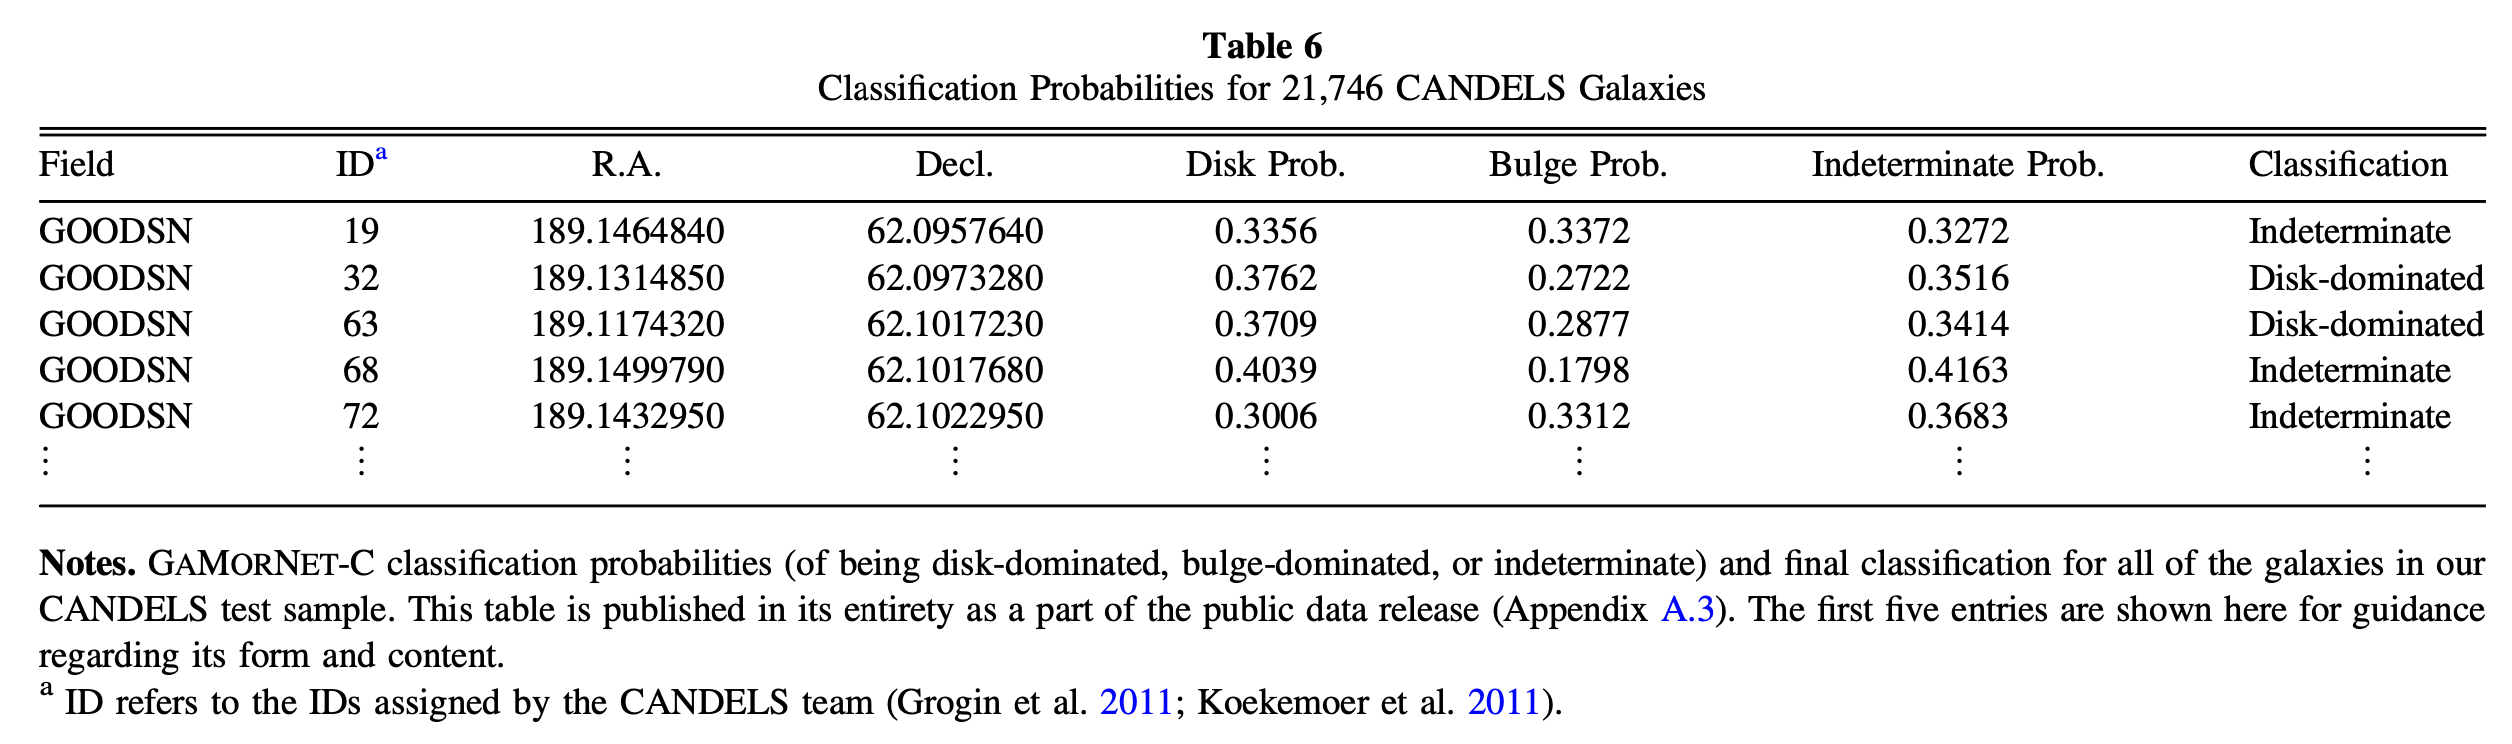 Table 6
Classification Probabilities for 21,746 CANDELS Galaxies
Field IDa R.A. Decl. Disk Prob. Bulge Prob. Indeterminate Prob. Classification
GOODSN 19 189.1464840 62.0957640 0.3356 0.3372 0.3272 Indeterminate
GOODSN 32 189.1314850 62.0973280 0.3762 0.2722 0.3516 Disk-dominated
GOODSN 63 189.1174320 62.1017230 0.3709 0.2877 0.3414 Disk-dominated
GOODSN 68 189.1499790 62.1017680 0.4039 0.1798 0.4163 Indeterminate
GOODSN 72 189.1432950 62.1022950 0.3006 0.3312 0.3683 Indeterminate
⋮ ⋮ ⋮ ⋮ ⋮ ⋮ ⋮ ⋮
Notes. GAMORNET-C classification probabilities (of being disk-dominated, bulge-dominated, or indeterminate) and final classification for all of the galaxies in our
CANDELS test sample. This table is published in its entirety as a part of the public data release (Appendix A.3). The first five entries are shown here for guidance
regarding its form and content.
a ID refers to the IDs assigned by the CANDELS team (Grogin et al. 2011; Koekemoer et al. 2011).